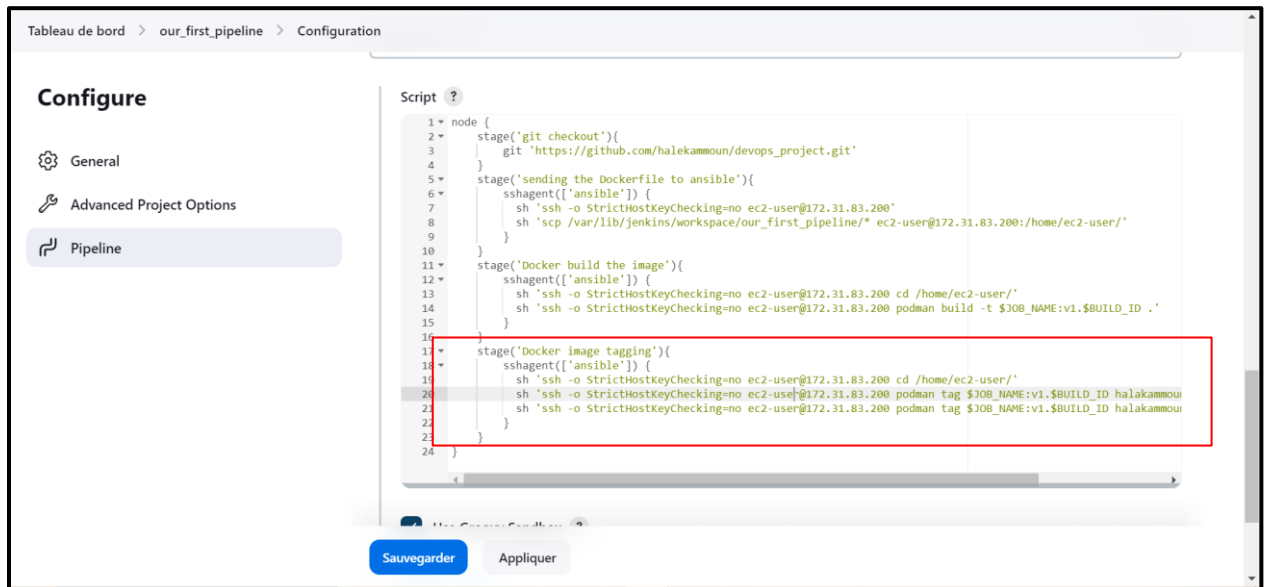 Tableau de bord > our_first_pipeline > Configuration
Configure
General
Advanced Project Options
Pipeline
Script ?
1 node {
2 stage('git checkout'){
3 git 'https://github.com/halekammoun/devops_project.git'
4 }
5 stage('sending the Dockerfile to ansible'){
6 sshagent(['ansible']) {
7 sh 'ssh -o StrictHostKeyChecking=no ec2-user@172.31.83.200'
8 sh 'scp /var/lib/jenkins/workspace/our_first_pipeline/* ec2-user@172.31.83.200:/home/ec2-user/'
9 }
10 }
11 stage('Docker build the image'){
12 sshagent(['ansible']) {
13 sh 'ssh -o StrictHostKeyChecking=no ec2-user@172.31.83.200 cd /home/ec2-user/'
14 sh 'ssh -o StrictHostKeyChecking=no ec2-user@172.31.83.200 podman build -t $JOB_NAME:v1.$BUILD_ID .'
15 }
16 }
17 stage('Docker image tagging'){
18 sshagent(['ansible']) {
19 sh 'ssh -o StrictHostKeyChecking=no ec2-user@172.31.83.200 cd /home/ec2-user/'
20 sh 'ssh -o StrictHostKeyChecking=no ec2-user@172.31.83.200 podman tag $JOB_NAME:v1.$BUILD_ID halakammou
21 sh 'ssh -o StrictHostKeyChecking=no ec2-user@172.31.83.200 podman tag $JOB_NAME:v1.$BUILD_ID halakammou
22 }
23 }
24 }
Sauvegarder
Appliquer